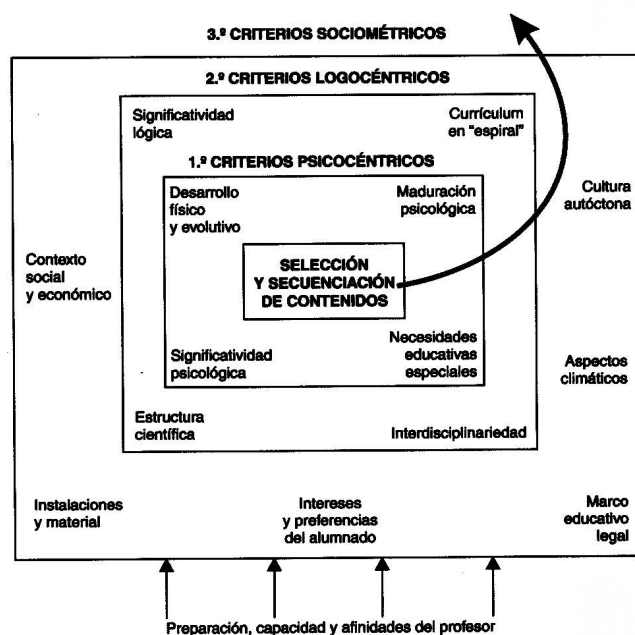 3.º CRITERIOS SOCIOMÉTRICOS
2.º CRITERIOS LOGOCÉNTRICOS
Significatividad
lógica
Currículum
en "espiral"
1.º CRITERIOS PSICOCÉNTRICOS
Desarrollo
físico
y evolutivo
Maduración
psicológica
Cultura
autóctona
Contexto
social
y económico
SELECCIÓN
Y SECUENCIACIÓN
DE CONTENIDOS
Significatividad
psicológica
Necesidades
educativas
especiales
Aspectos
climáticos
Estructura
científica
Interdisciplinariedad
Instalaciones
y material
Intereses
y preferencias
del alumnado
Marco
educativo
legal
Preparación, capacidad y afinidades del profesor